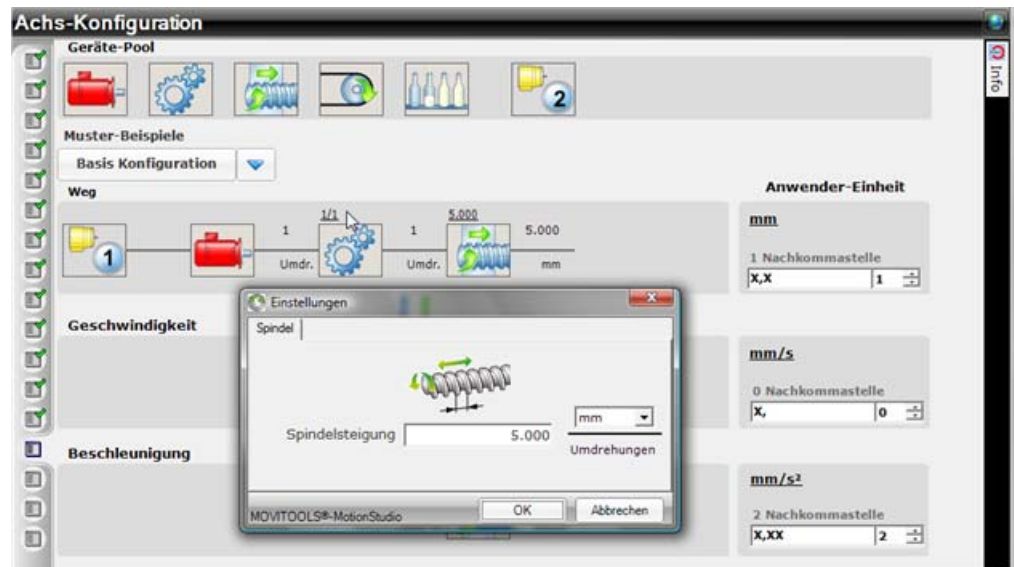 Achs-Konfiguration
Info
Geräte-Pool
2
Muster-Beispiele
Basis Konfiguration
Weg
Anwender-Einheit
1
1
Umdr.
1/1
1
Umdr.
5.000
5.000
mm
mm
1 Nachkommastelle
X,X 1
Einstellungen
Spindel
Spindelsteigung 5.000
mm
Umdrehungen
MOVITOOLS®-MotionStudio
OK
Abbrechen
Geschwindigkeit
mm/s
0 Nachkommastelle
X, 0
Beschleunigung
mm/s²
2 Nachkommastelle
X,XX 2